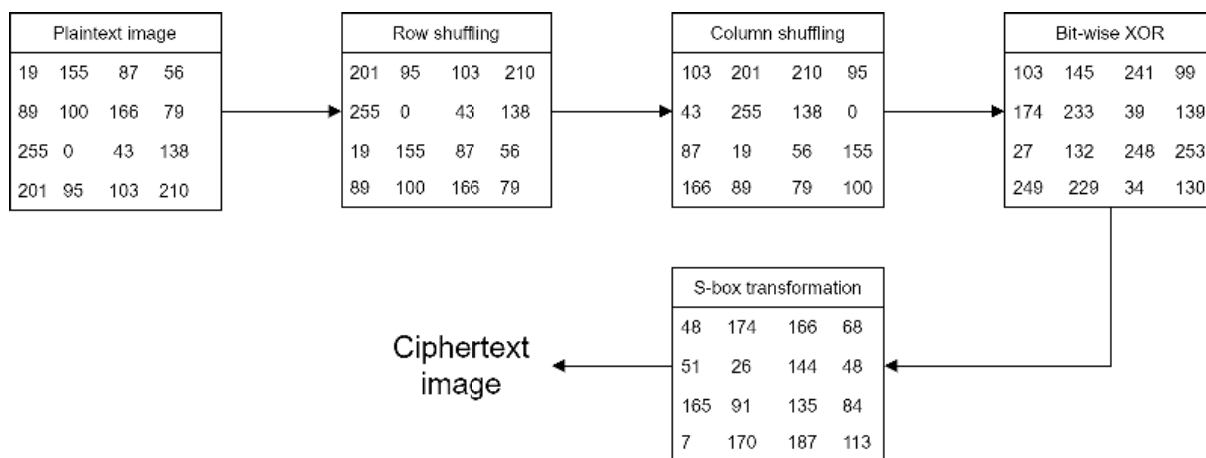 Plaintext image
19 155 87 56
89 100 166 79
255 0 43 138
201 95 103 210
Row shuffling
201 95 103 210
255 0 43 138
19 155 87 56
89 100 166 79
Column shuffling
103 201 210 95
43 255 138 0
87 19 56 155
166 89 79 100
Bit-wise XOR
103 145 241 99
174 233 39 139
27 132 248 253
249 229 34 130
S-box transformation
48 174 166 68
51 26 144 48
165 91 135 84
7 170 187 113
Ciphertext
image